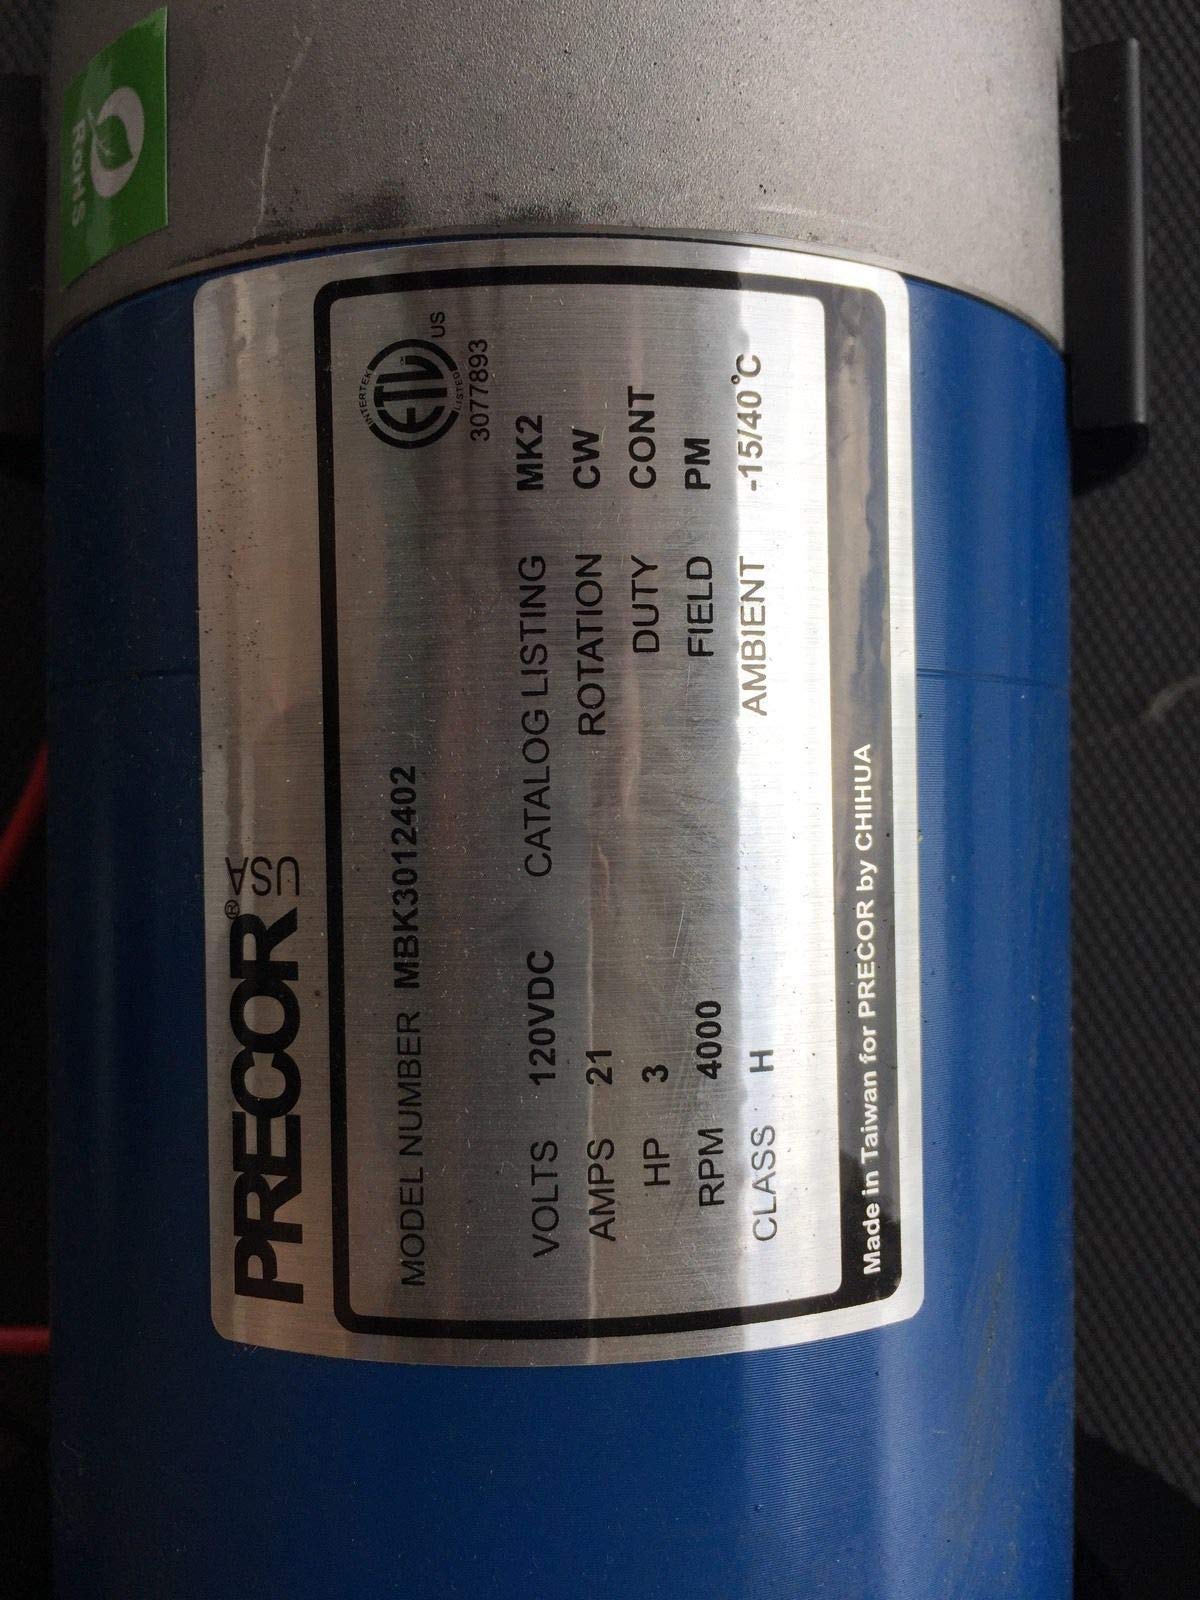 RoHS
PRECOR® USA
INTERTEK
ETL
LISTED
US
3077893
MODEL NUMBER MBK3012402
VOLTS 120VDC CATALOG LISTING MK2
AMPS 21 ROTATION CW
HP 3 DUTY CONT
RPM 4000 FIELD PM
CLASS H AMBIENT -15/40°C
Made in Taiwan for PRECOR by CHIHUA